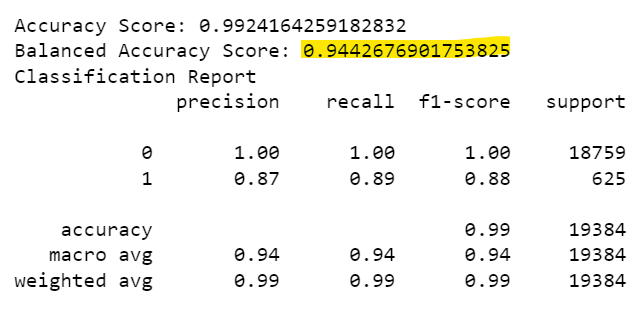 Accuracy Score: 0.9924164259182832
Balanced Accuracy Score: 0.9442676901753825
Classification Report
precision recall f1-score support
0 1.00 1.00 1.00 18759
1 0.87 0.89 0.88 625
accuracy 0.99 19384
macro avg 0.94 0.94 0.94 19384
weighted avg 0.99 0.99 0.99 19384